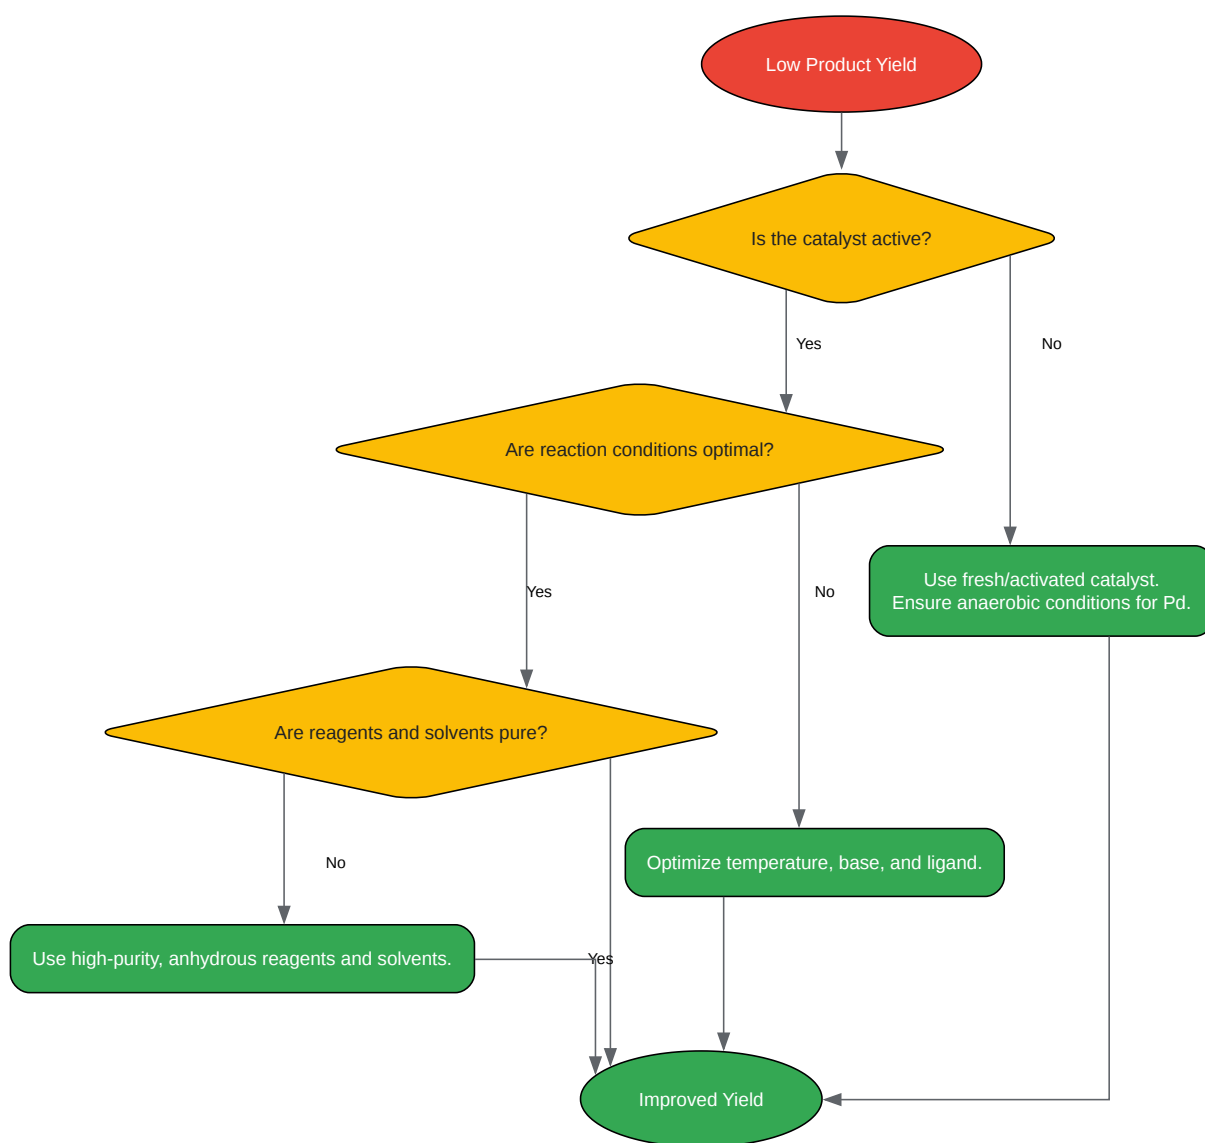 Low Product Yield
Is the catalyst active?
Yes
No
Are reaction conditions optimal?
Yes
No
Use fresh/activated catalyst.
Ensure anaerobic conditions for Pd.
Are reagents and solvents pure?
No
Optimize temperature, base, and ligand.
Use high-purity, anhydrous reagents and solvents.
Yes
Improved Yield